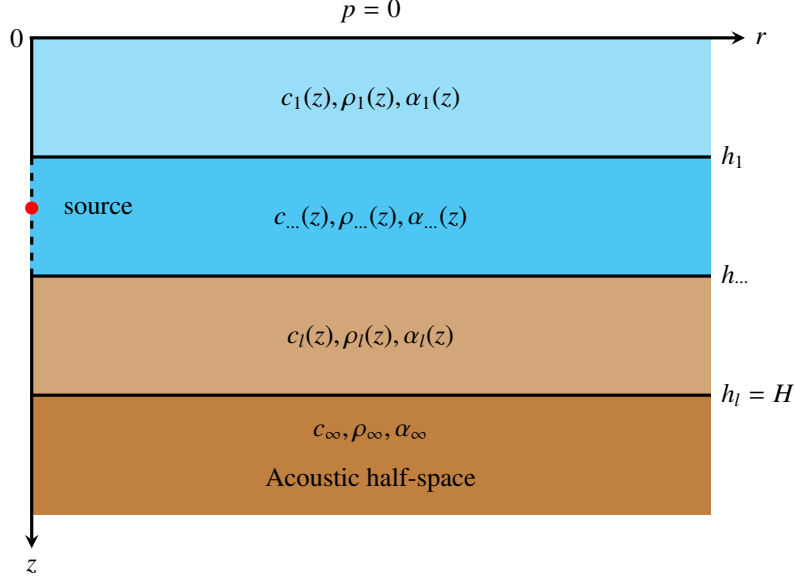 p = 0
0
r
c₁(z), ρ₁(z), α₁(z)
h₁
source
c...(z), ρ...(z), α...(z)
h...
cₗ(z), ρₗ(z), αₗ(z)
hₗ = H
c∞, ρ∞, α∞
Acoustic half-space
z